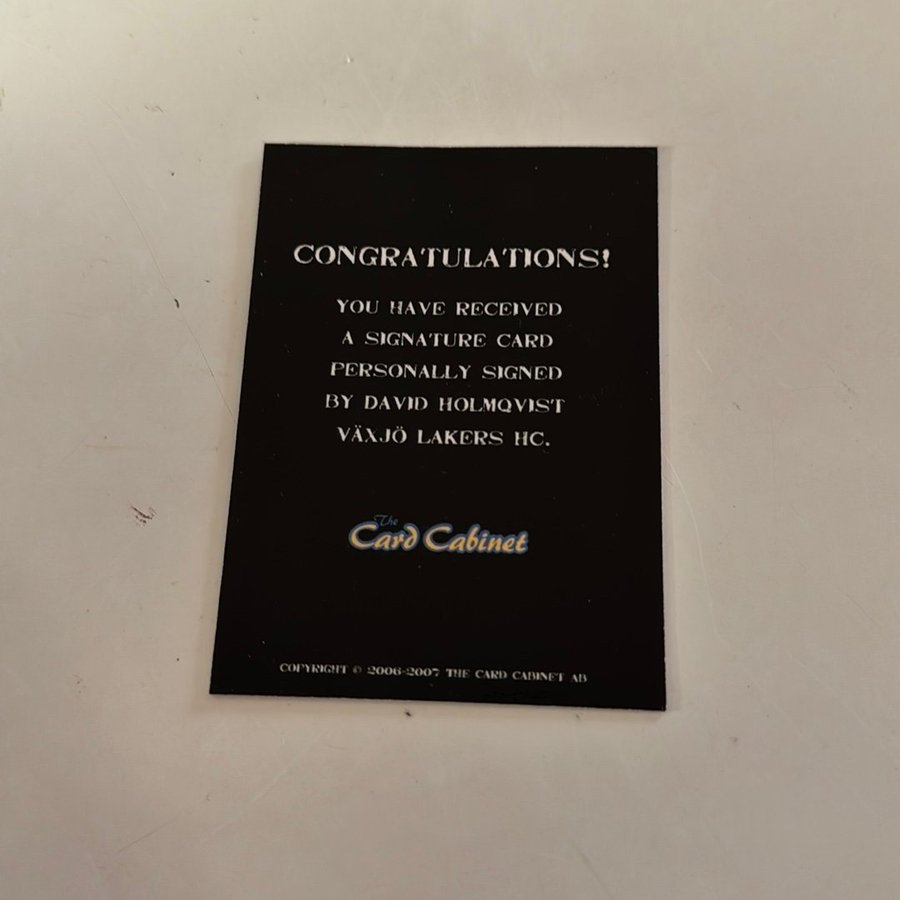 CONGRATULATIONS!
YOU HAVE RECEIVED
A SIGNATURE CARD
PERSONALLY SIGNED
BY DAVID HOLMQVIST
VÄXJÖ LAKERS HC.
The
Card Cabinet
COPYRIGHT © 2006-2007 THE CARD CABINET AB